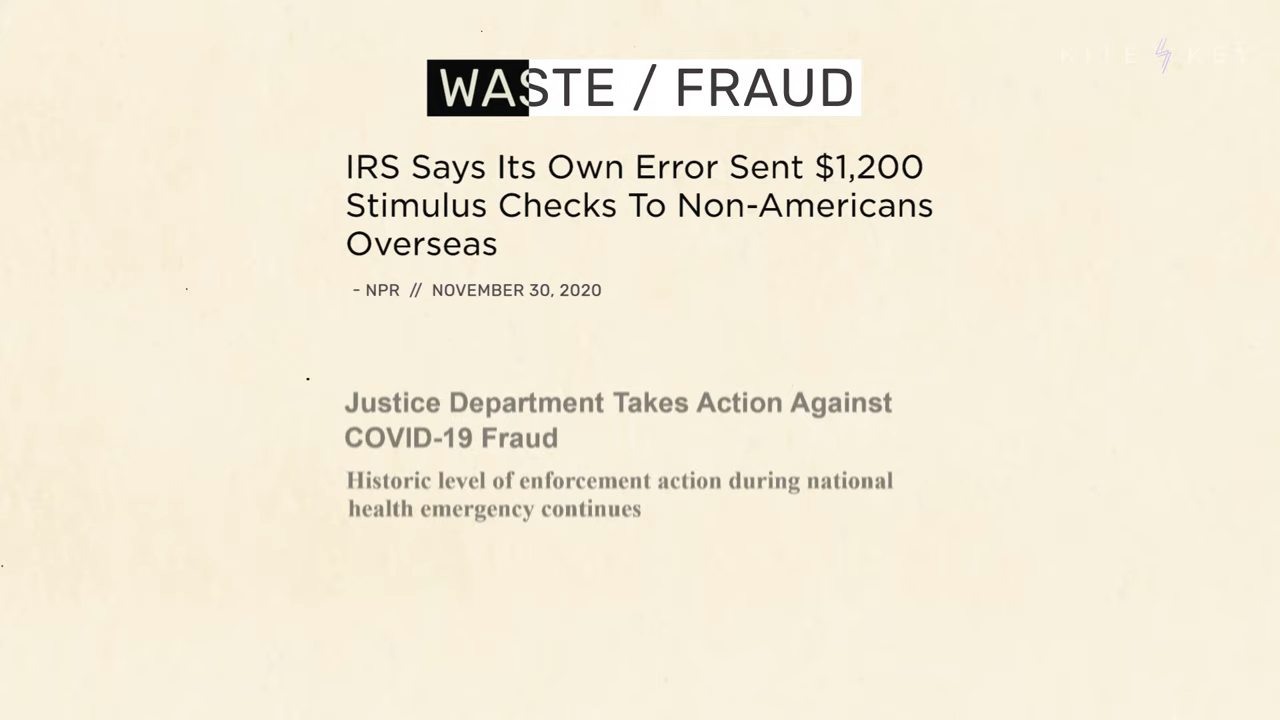 WASTE / FRAUD
IRS Says Its Own Error Sent $1,200
Stimulus Checks To Non-Americans
Overseas
- NPR // NOVEMBER 30, 2020
Justice Department Takes Action Against
COVID-19 Fraud
Historic level of enforcement action during national
health emergency continues